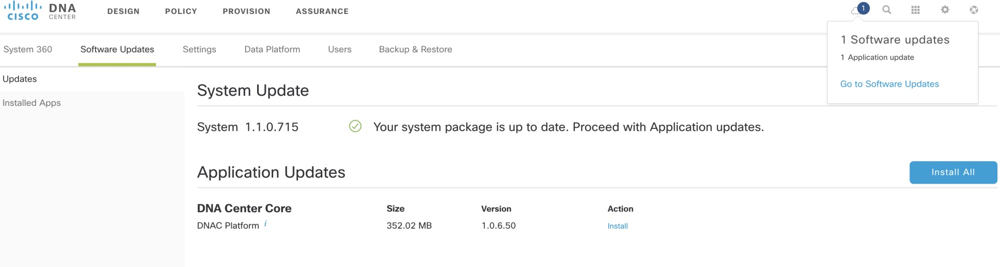 CISCO DNA CENTER DESIGN POLICY PROVISION ASSURANCE 1
1 Software updates
1 Application update
Go to Software Updates
System 360 Software Updates Settings Data Platform Users Backup & Restore
Updates
Installed Apps
System Update
System 1.1.0.715 Your system package is up to date. Proceed with Application updates.
Application Updates Install All
DNA Center Core Size Version Action
DNAC Platform i 352.02 MB 1.0.6.50 Install